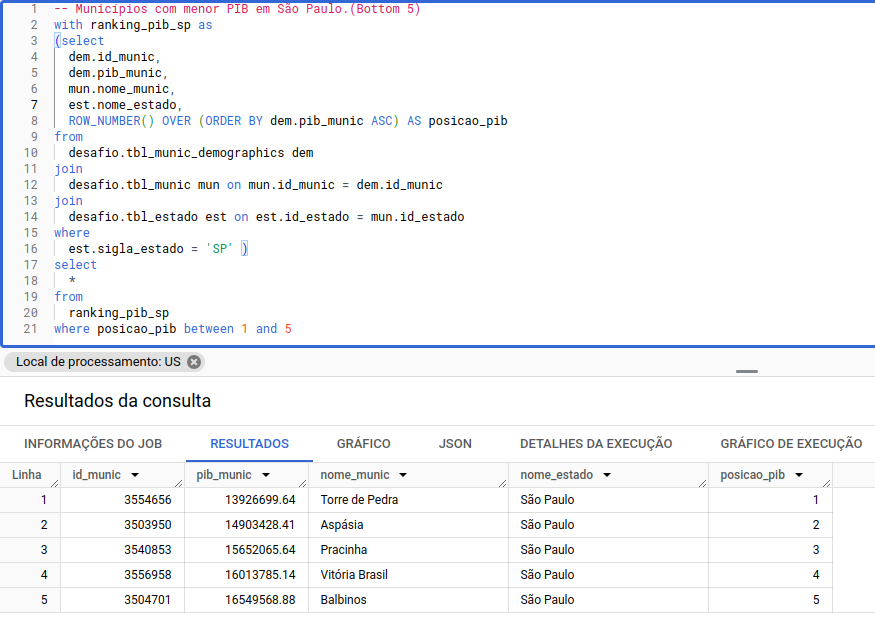 1 -- Municípios com menor PIB em São Paulo.(Bottom 5)
2 with ranking_pib_sp as
3 (select
4 dem.id_munic,
5 dem.pib_munic,
6 mun.nome_munic,
7 est.nome_estado,
8 ROW_NUMBER() OVER (ORDER BY dem.pib_munic ASC) AS posicao_pib
9 from
10 desafio.tbl_munic_demographics dem
11 join
12 desafio.tbl_munic mun on mun.id_munic = dem.id_munic
13 join
14 desafio.tbl_estado est on est.id_estado = mun.id_estado
15 where
16 est.sigla_estado = 'SP' )
17 select
18 *
19 from
20 ranking_pib_sp
21 where posicao_pib between 1 and 5
Local de processamento: US
Resultados da consulta
INFORMAÇÕES DO JOB RESULTADOS GRÁFICO JSON DETALHES DA EXECUÇÃO GRÁFICO DE EXECUÇÃO
Linha id_munic pib_munic nome_munic nome_estado posicao_pib
1 3554656 13926699.64 Torre de Pedra São Paulo 1
2 3503950 14903428.41 Aspásia São Paulo 2
3 3540853 15652065.64 Pracinha São Paulo 3
4 3556958 16013785.14 Vitória Brasil São Paulo 4
5 3504701 16549568.88 Balbinos São Paulo 5